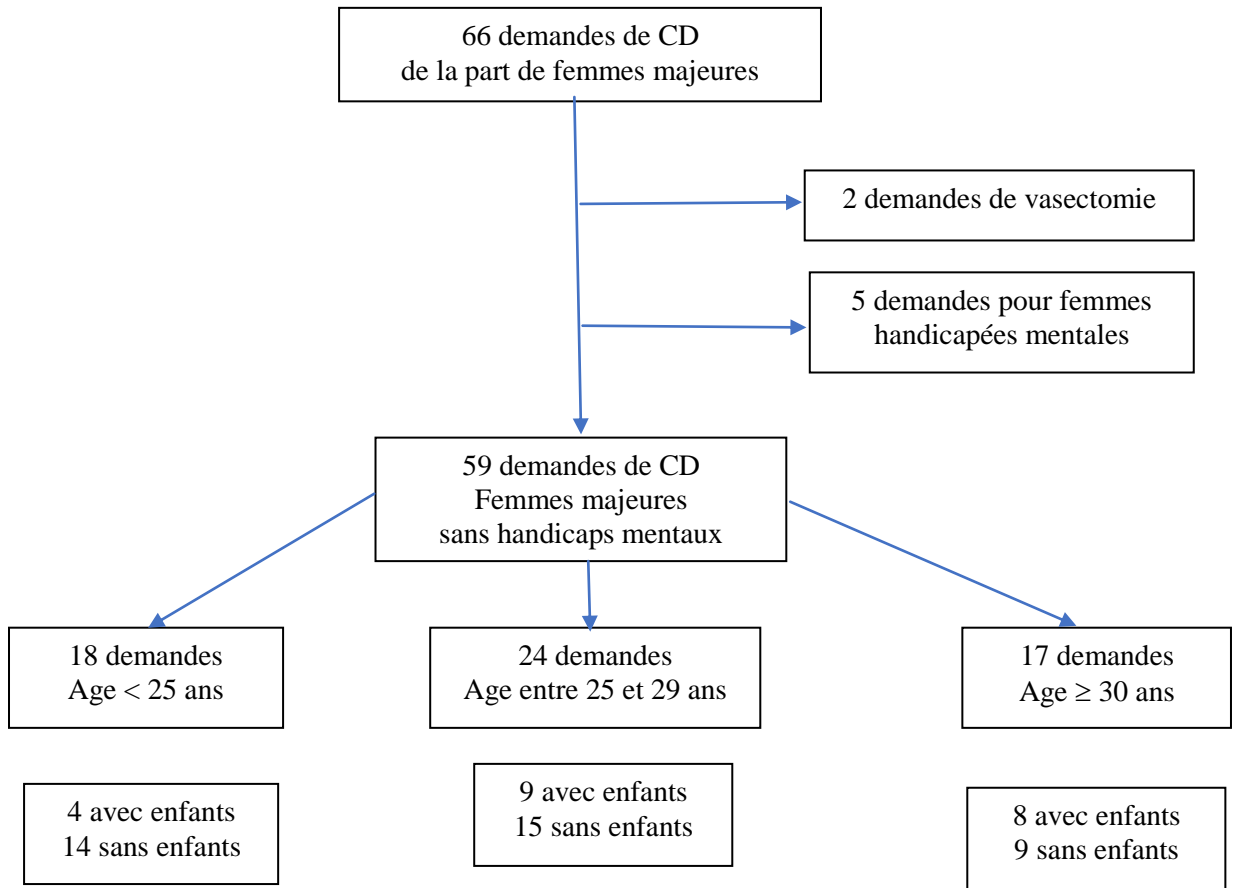 66 demandes de CD
de la part de femmes majeures
2 demandes de vasectomie
5 demandes pour femmes
handicapées mentales
59 demandes de CD
Femmes majeures
sans handicaps mentaux
18 demandes
Age < 25 ans
24 demandes
Age entre 25 et 29 ans
17 demandes
Age ≥ 30 ans
4 avec enfants
14 sans enfants
9 avec enfants
15 sans enfants
8 avec enfants
9 sans enfants